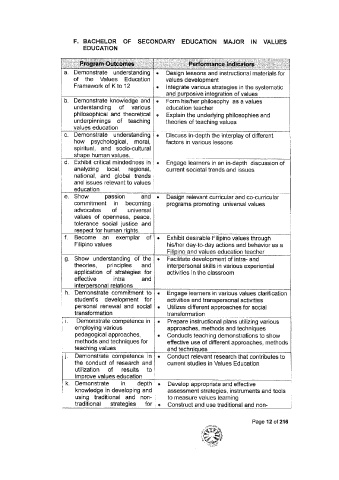 F. BACHELOR OF SECONDARY EDUCATION MAJOR IN VALUES
EDUCATION
Program Outcomes
Performance Indicators
a. Demonstrate understanding
of the Values Education
Framework of K to 12
• Design lessons and instructional materials for
values development
• Integrate various strategies in the systematic
and purposive integration of values
b. Demonstrate knowledge and
understanding of various
philosophical and theoretical
underpinnings of teaching
values education
• Form his/her philosophy as a values
education teacher
• Explain the underlying philosophies and
theories of teaching values
c. Demonstrate understanding
how psychological, moral,
spiritual, and socio-cultural
shape human values.
• Discuss in-depth the interplay of different
factors in various lessons
d. Exhibit critical mindedness in
analyzing local, regional,
national, and global trends
and issues relevant to values
education
• Engage learners in an in-depth discussion of
current societal trends and issues
e. Show passion and
commitment in becoming
advocates of universal
values of openness, peace,
tolerance social justice and
respect for human rights.
• Design relevant curricular and co-curricular
programs promoting universal values
f. Become an exemplar of
Filipino values
• Exhibit desirable Filipino values through
his/her day-to-day actions and behavior as a
Filipino and values education teacher
g. Show understanding of the
theories, principles and
application of strategies for
effective intra and
interpersonal relations
• Facilitate development of intra- and
interpersonal skills in various experiential
activities in the classroom
h. Demonstrate commitment to
student's development for
personal renewal and social
transformation
• Engage learners in various values clarification
activities and transpersonal activities
• Utilizes different approaches for social
transformation
i. Demonstrate competence in
employing various
pedagogical approaches,
methods and techniques for
teaching values
• Prepare instructional plans utilizing various
approaches, methods and techniques
• Conducts teaching demonstrations to show
effective use of different approaches, methods
and techniques
j. Demonstrate competence in
the conduct of research and
utilization of results to
improve values education
• Conduct relevant research that contributes to
current studies in Values Education
k. Demonstrate in depth
knowledge in developing and
using traditional and non-
traditional strategies for
• Develop appropriate and effective
assessment strategies, instruments and tools
to measure values learning
• Construct and use traditional and non-
Page 12 of 216